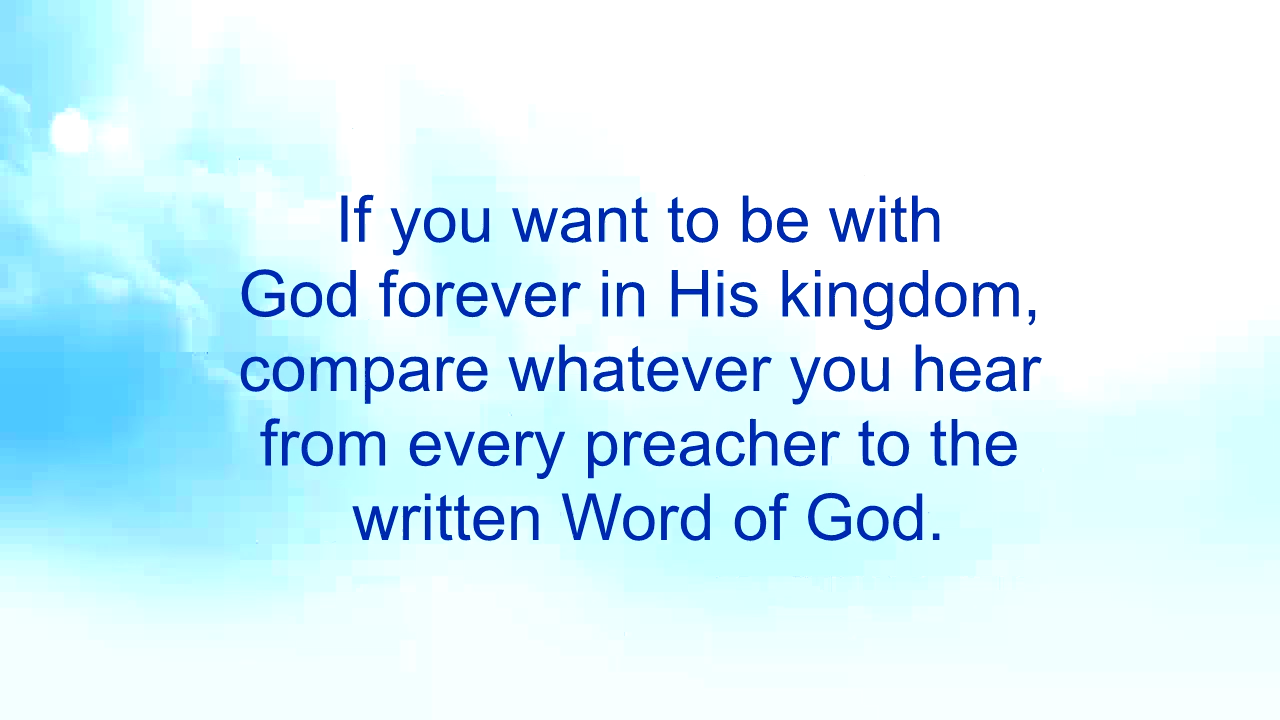 If you want to be with
God forever in His kingdom,
compare whatever you hear
from every preacher to the
written Word of God.